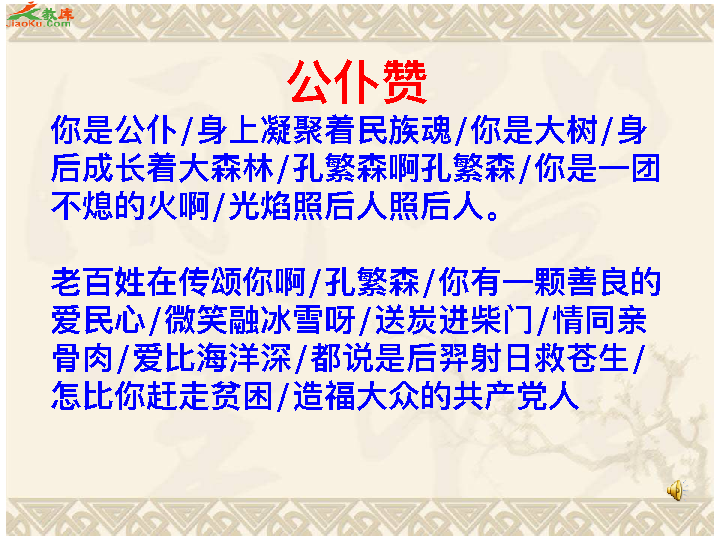 教库
JiaoKu.Com
公仆赞
你是公仆/身上凝聚着民族魂/你是大树/身
后成长着大森林/孔繁森啊孔繁森/你是一团
不熄的火啊/光焰照后人照后人。
老百姓在传颂你啊/孔繁森/你有一颗善良的
爱民心/微笑融冰雪呀/送炭进柴门/情同亲
骨肉/爱比海洋深/都说是后羿射日救苍生/
怎比你赶走贫困/造福大众的共产党人